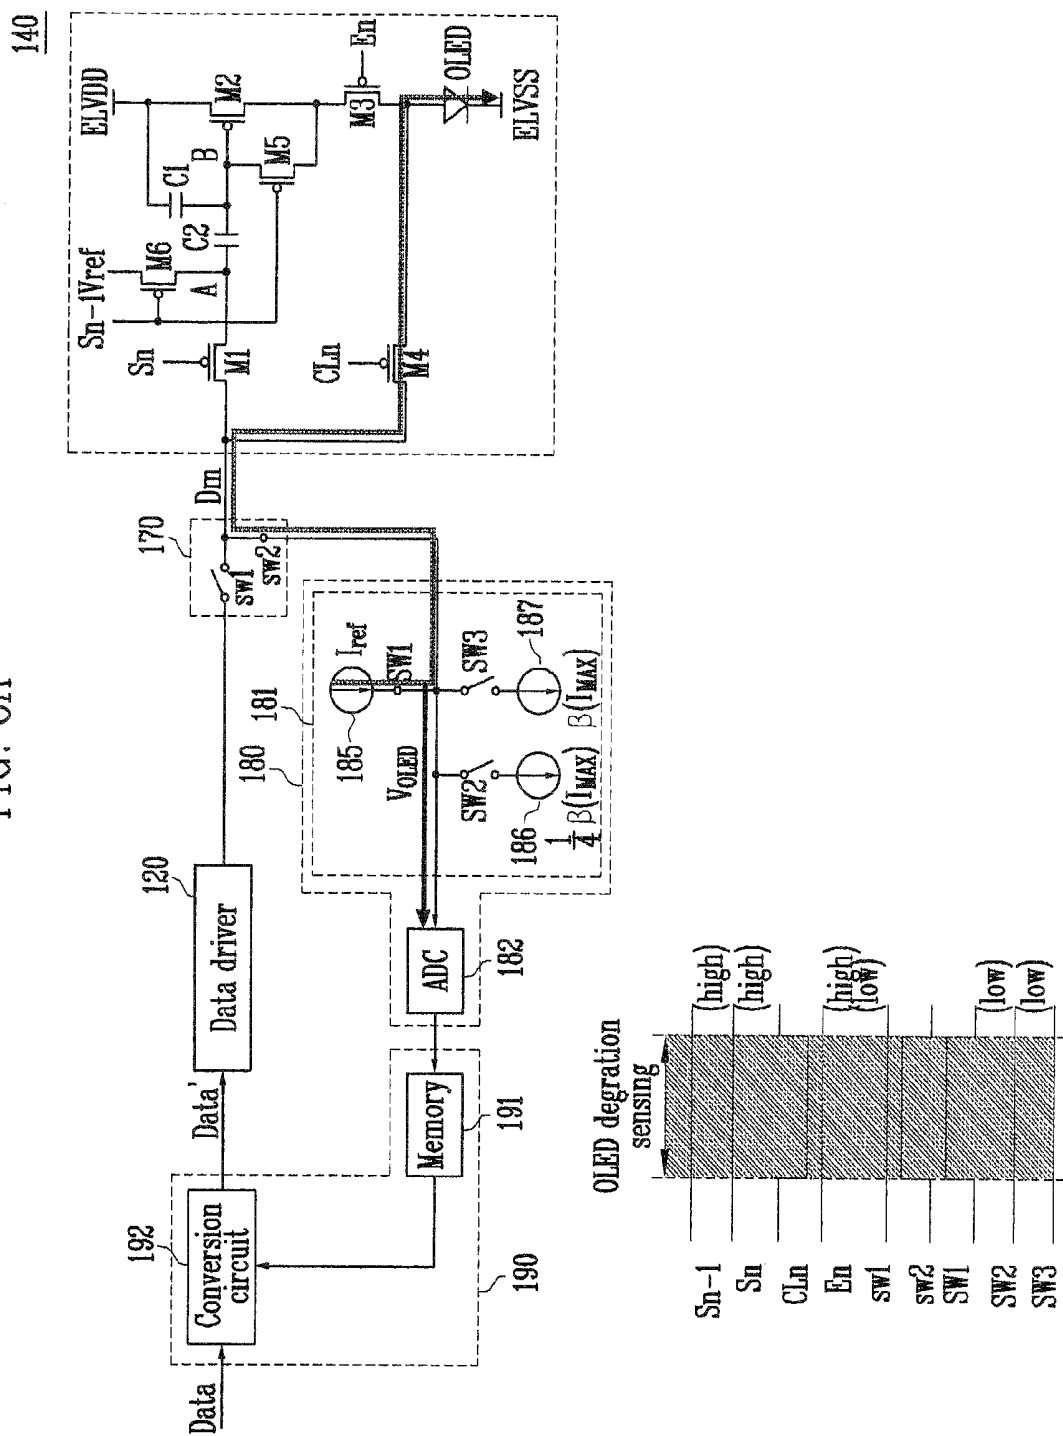 FIG. 6A
140
ELVDD
Sn-1
Vref
Sn
M6
C1
M2
A
C2
B
M1
M5
En
M3
CLn
M4
OLED
ELVSS
Dm
170
sw1
sw2
120
Data driver
Data'
192
Conversion
circuit
Data
190
Memory
191
ADC
182
180
181
185
Iref
SW1
VOLED
SW2
SW3
186
187
1/4 β(IMAX)
β(IMAX)
OLED degration
sensing
Sn-1 (high)
Sn (high)
CLn
En (high)
sw1 (low)
sw2
SW1
SW2 (low)
SW3 (low)